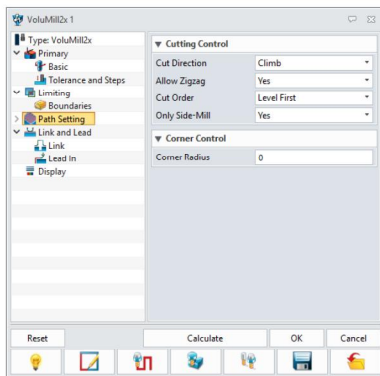 VoluMill2x 1
Type: VoluMill2x
Primary
Basic
Tolerance and Steps
Limiting
Boundaries
Path Setting
Link and Lead
Link
Lead In
Display
Cutting Control
Cut Direction Climb
Allow Zigzag Yes
Cut Order Level First
Only Side-Mill Yes
Corner Control
Corner Radius 0
Reset Calculate OK Cancel